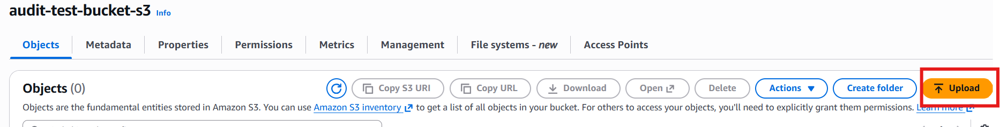 audit-test-bucket-s3 Info
Objects Metadata Properties Permissions Metrics Management File systems - new Access Points
Objects (0) Copy S3 URI Copy URL Download Open Delete Actions Create folder Upload
Objects are the fundamental entities stored in Amazon S3. You can use Amazon S3 inventory to get a list of all objects in your bucket. For others to access your objects, you'll need to explicitly grant them permissions. Learn more